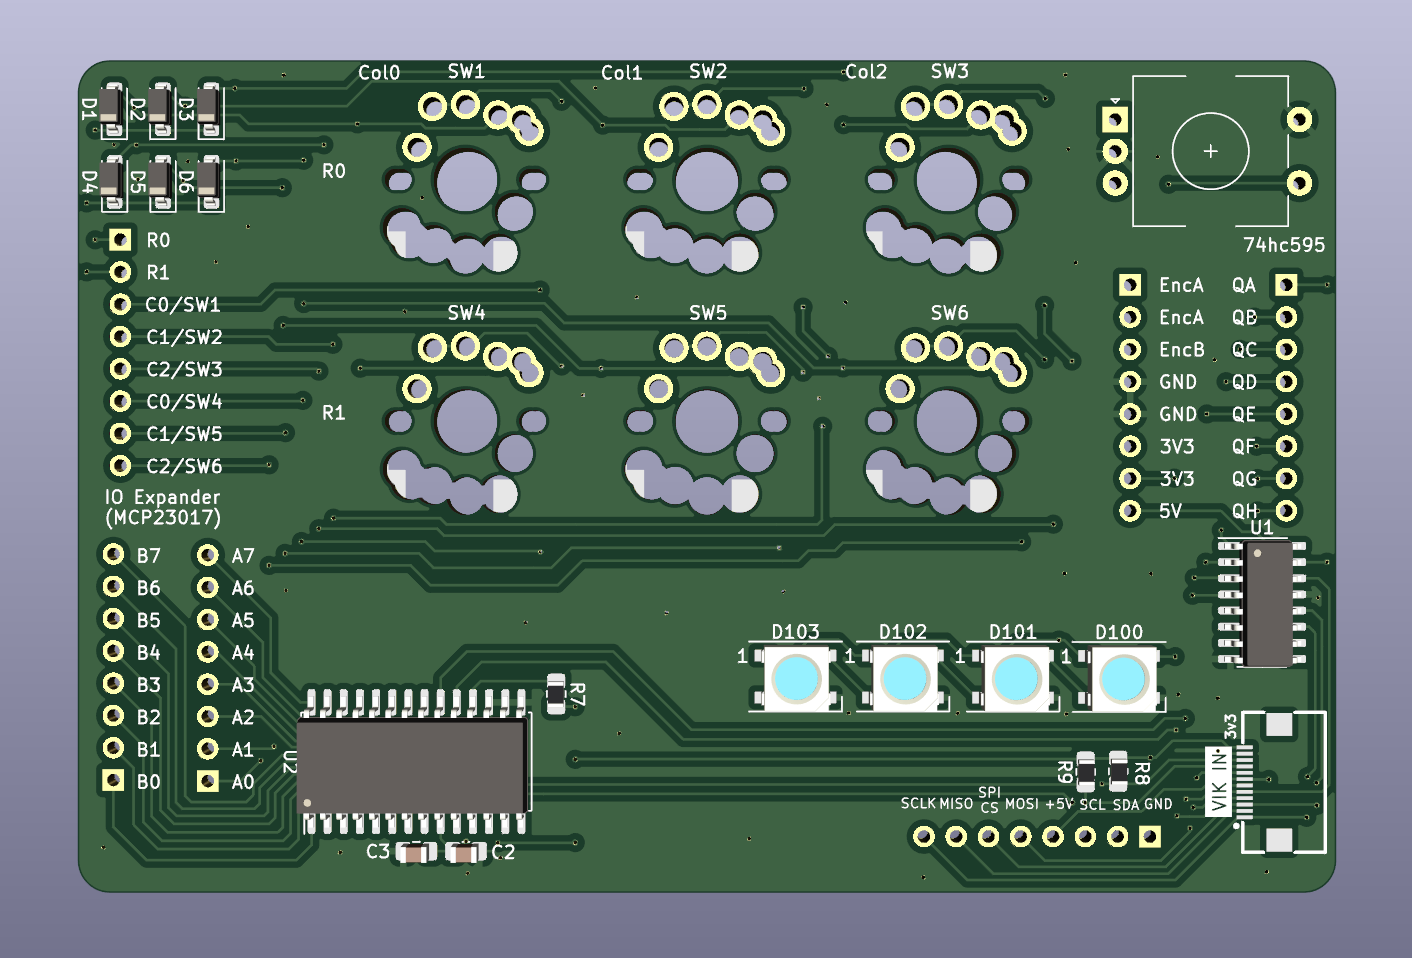 Col0 SW1 Col1 SW2 Col2 SW3
D1 D2 D3
R0
D4 D5 D6
R0
R1
C0/SW1
C1/SW2
C2/SW3
C0/SW4
C1/SW5
C2/SW6
SW4 SW5 SW6
R1
74hc595
EncA QA
EncA QB
EncB QC
GND QD
GND QE
3V3 QF
3V3 QG
5V QH
U1
IO Expander
(MCP23017)
B7 A7
B6 A6
B5 A5
B4 A4
B3 A3
B2 A2
B1 A1
B0 A0
U2
R7
C3 C2
D103 D102 D101 D100
1 1 1 1
3v3
VIK IN
R9 R8
SCLK MISO SPI CS MOSI +5V SCL SDA GND